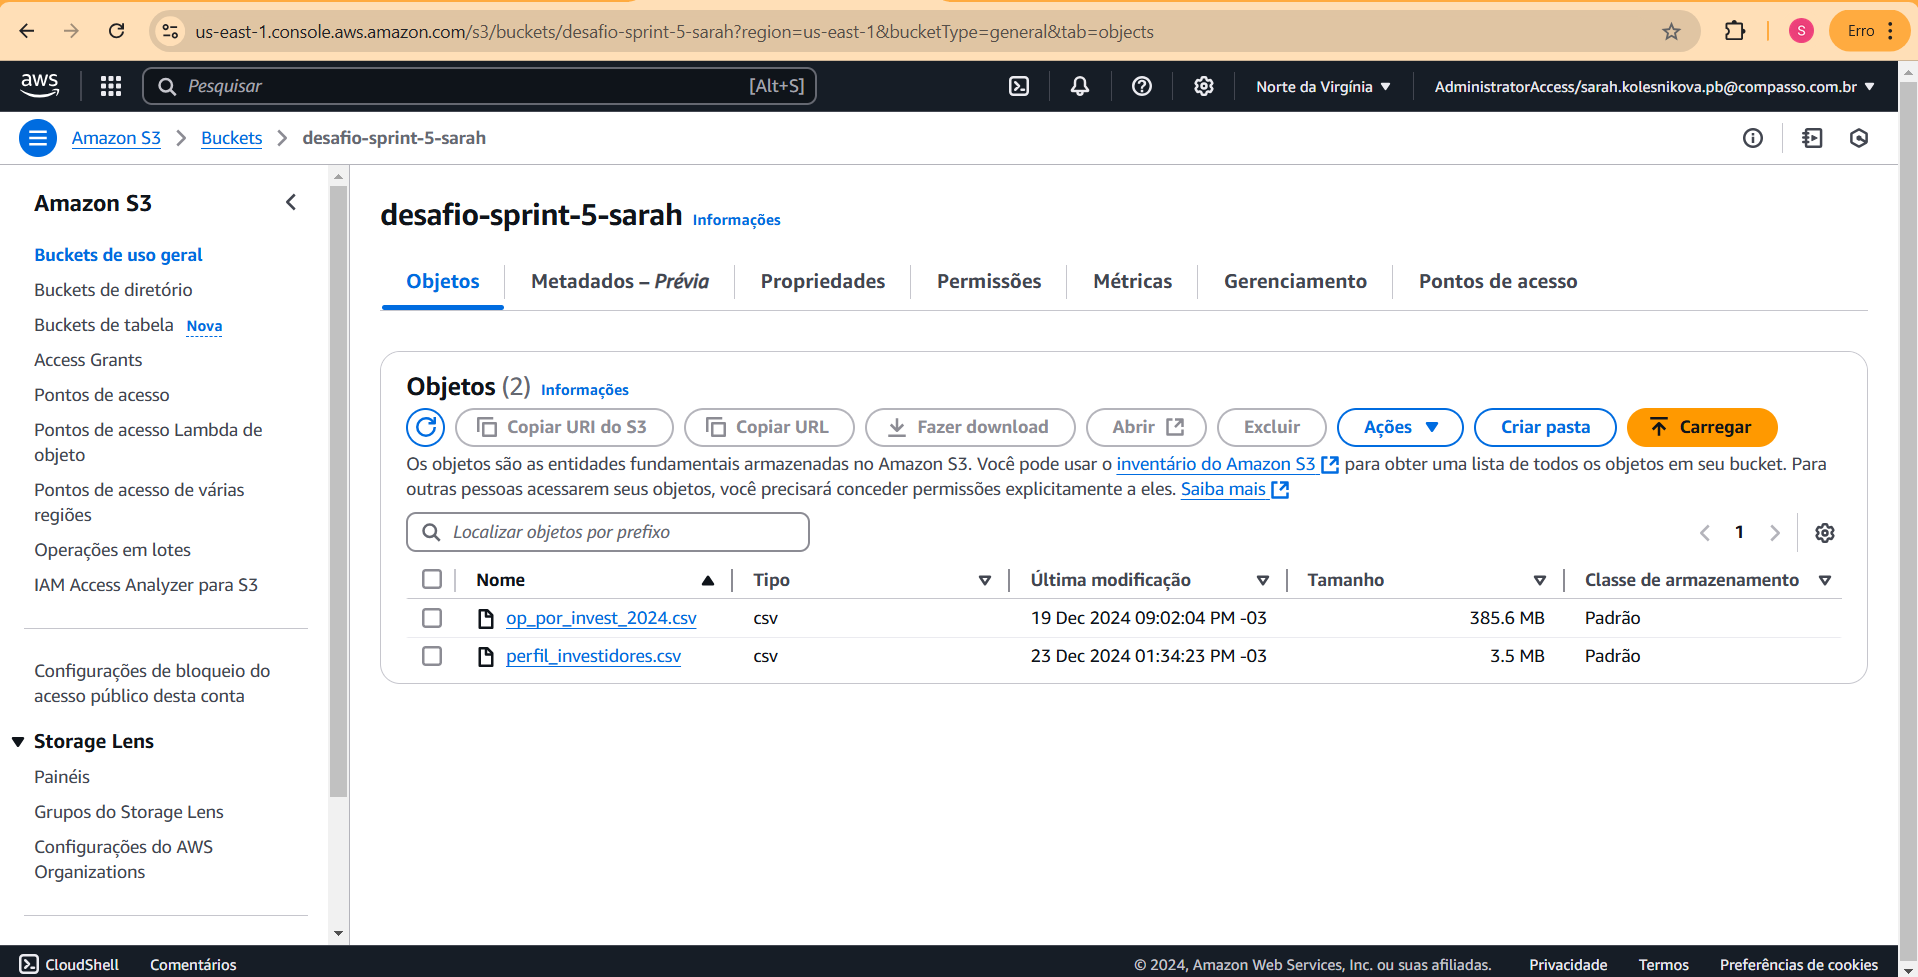 us-east-1.console.aws.amazon.com/s3/buckets/desafio-sprint-5-sarah?region=us-east-1&bucketType=general&tab=objects
S
Erro
aws
Pesquisar
[Alt+S]
Norte da Virgínia
AdministratorAccess/sarah.kolesnikova.pb@compasso.com.br
Amazon S3
Buckets
desafio-sprint-5-sarah
Amazon S3
Buckets de uso geral
Buckets de diretório
Buckets de tabela Nova
Access Grants
Pontos de acesso
Pontos de acesso Lambda de
objeto
Pontos de acesso de várias
regiões
Operações em lotes
IAM Access Analyzer para S3
Configurações de bloqueio do
acesso público desta conta
Storage Lens
Painéis
Grupos do Storage Lens
Configurações do AWS
Organizations
desafio-sprint-5-sarah Informações
Objetos
Metadados – Prévia
Propriedades
Permissões
Métricas
Gerenciamento
Pontos de acesso
Objetos (2) Informações
Copiar URI do S3
Copiar URL
Fazer download
Abrir
Excluir
Ações
Criar pasta
Carregar
Os objetos são as entidades fundamentais armazenadas no Amazon S3. Você pode usar o inventário do Amazon S3 para obter uma lista de todos os objetos em seu bucket. Para
outras pessoas acessarem seus objetos, você precisará conceder permissões explicitamente a eles. Saiba mais
Localizar objetos por prefixo
1
Nome Tipo Última modificação Tamanho Classe de armazenamento
op_por_invest_2024.csv csv 19 Dec 2024 09:02:04 PM -03 385.6 MB Padrão
perfil_investidores.csv csv 23 Dec 2024 01:34:23 PM -03 3.5 MB Padrão
CloudShell
Comentários
© 2024, Amazon Web Services, Inc. ou suas afiliadas.
Privacidade
Termos
Preferências de cookies